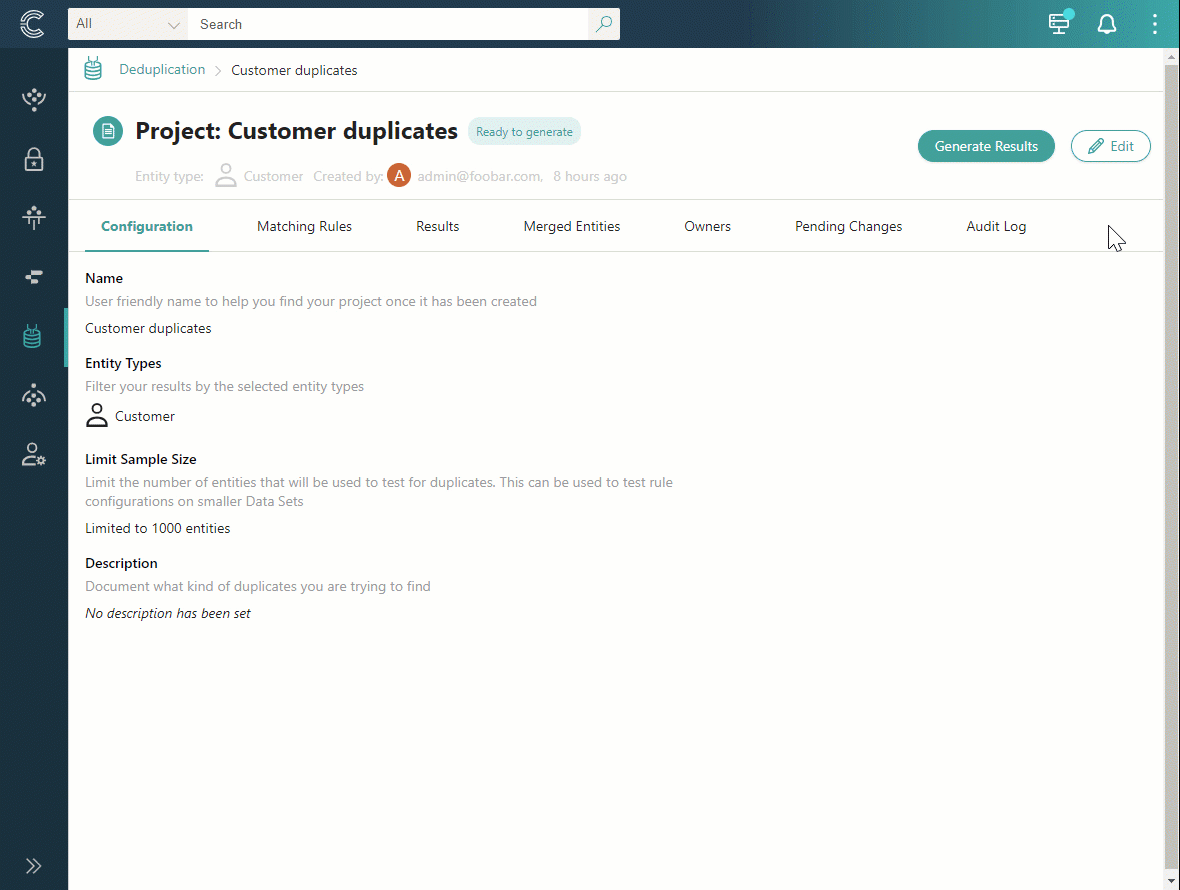 All
Search
Deduplication
Customer duplicates
Project: Customer duplicates
Ready to generate
Generate Results
Edit
Entity type:
Customer
Created by:
A
admin@foobar.com,
8 hours ago
Configuration
Matching Rules
Results
Merged Entities
Owners
Pending Changes
Audit Log
Name
User friendly name to help you find your project once it has been created
Customer duplicates
Entity Types
Filter your results by the selected entity types
Customer
Limit Sample Size
Limit the number of entities that will be used to test for duplicates. This can be used to test rule
configurations on smaller Data Sets
Limited to 1000 entities
Description
Document what kind of duplicates you are trying to find
No description has been set